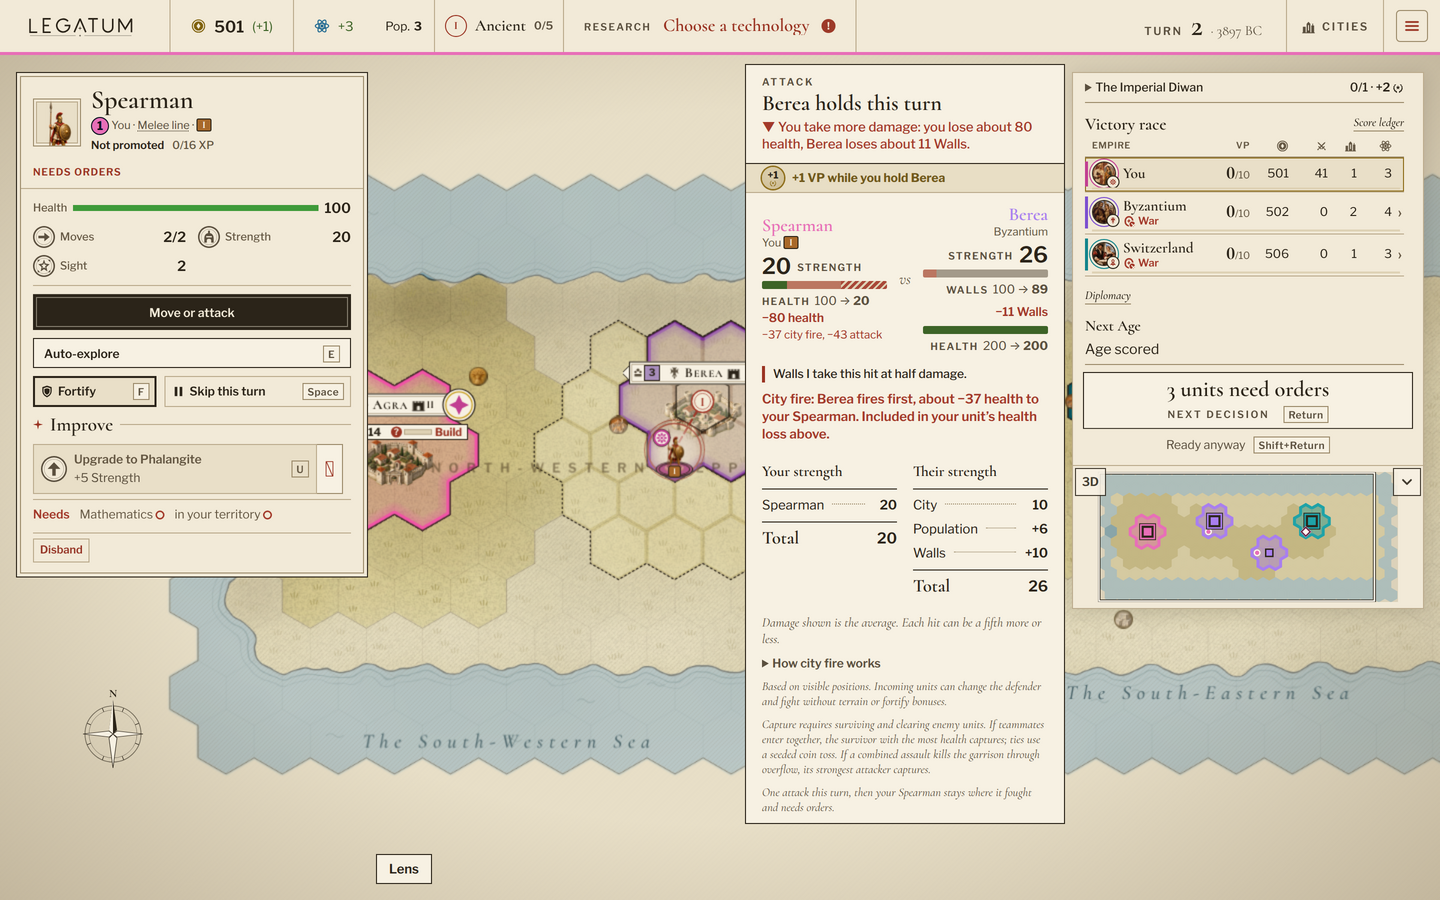 LEGATUM
501 (+1)
+3
Pop. 3
I Ancient 0/5
RESEARCH Choose a technology !
TURN 2 · 3897 BC
CITIES
Spearman
1 You · Melee line · I
Not promoted 0/16 XP
NEEDS ORDERS
Health 100
Moves 2/2
Strength 20
Sight 2
Move or attack
Auto-explore E
Fortify F
Skip this turn Space
Improve
Upgrade to Phalangite
+5 Strength
U
Needs Mathematics in your territory
Disband
AGRA II
14 ? Build
3 BEREA
I
I
NORTH-WESTERN
The South-Western Sea
The South-Eastern Sea
N
Lens
ATTACK
Berea holds this turn
▼ You take more damage: you lose about 80
health, Berea loses about 11 Walls.
+1 +1 VP while you hold Berea
Spearman
You I
20 STRENGTH
HEALTH 100 → 20
−80 health
−37 city fire, −43 attack
vs
Berea
Byzantium
STRENGTH 26
WALLS 100 → 89
−11 Walls
HEALTH 200 → 200
Walls I take this hit at half damage.
City fire: Berea fires first, about −37 health to
your Spearman. Included in your unit's health
loss above.
Your strength
Spearman 20
Total 20
Their strength
City 10
Population +6
Walls +10
Total 26
Damage shown is the average. Each hit can be a fifth more or
less.
▶ How city fire works
Based on visible positions. Incoming units can change the defender
and fight without terrain or fortify bonuses.
Capture requires surviving and clearing enemy units. If teammates
enter together, the survivor with the most health captures; ties use
a seeded coin toss. If a combined assault kills the garrison through
overflow, its strongest attacker captures.
One attack this turn, then your Spearman stays where it fought
and needs orders.
▶ The Imperial Diwan 0/1 · +2
Victory race Score ledger
EMPIRE VP
You 0/10 501 41 1 3
Byzantium 0/10 502 0 2 4 ›
War
Switzerland 0/10 506 0 1 3 ›
War
Diplomacy
Next Age
Age scored
3 units need orders
NEXT DECISION Return
Ready anyway Shift+Return
3D